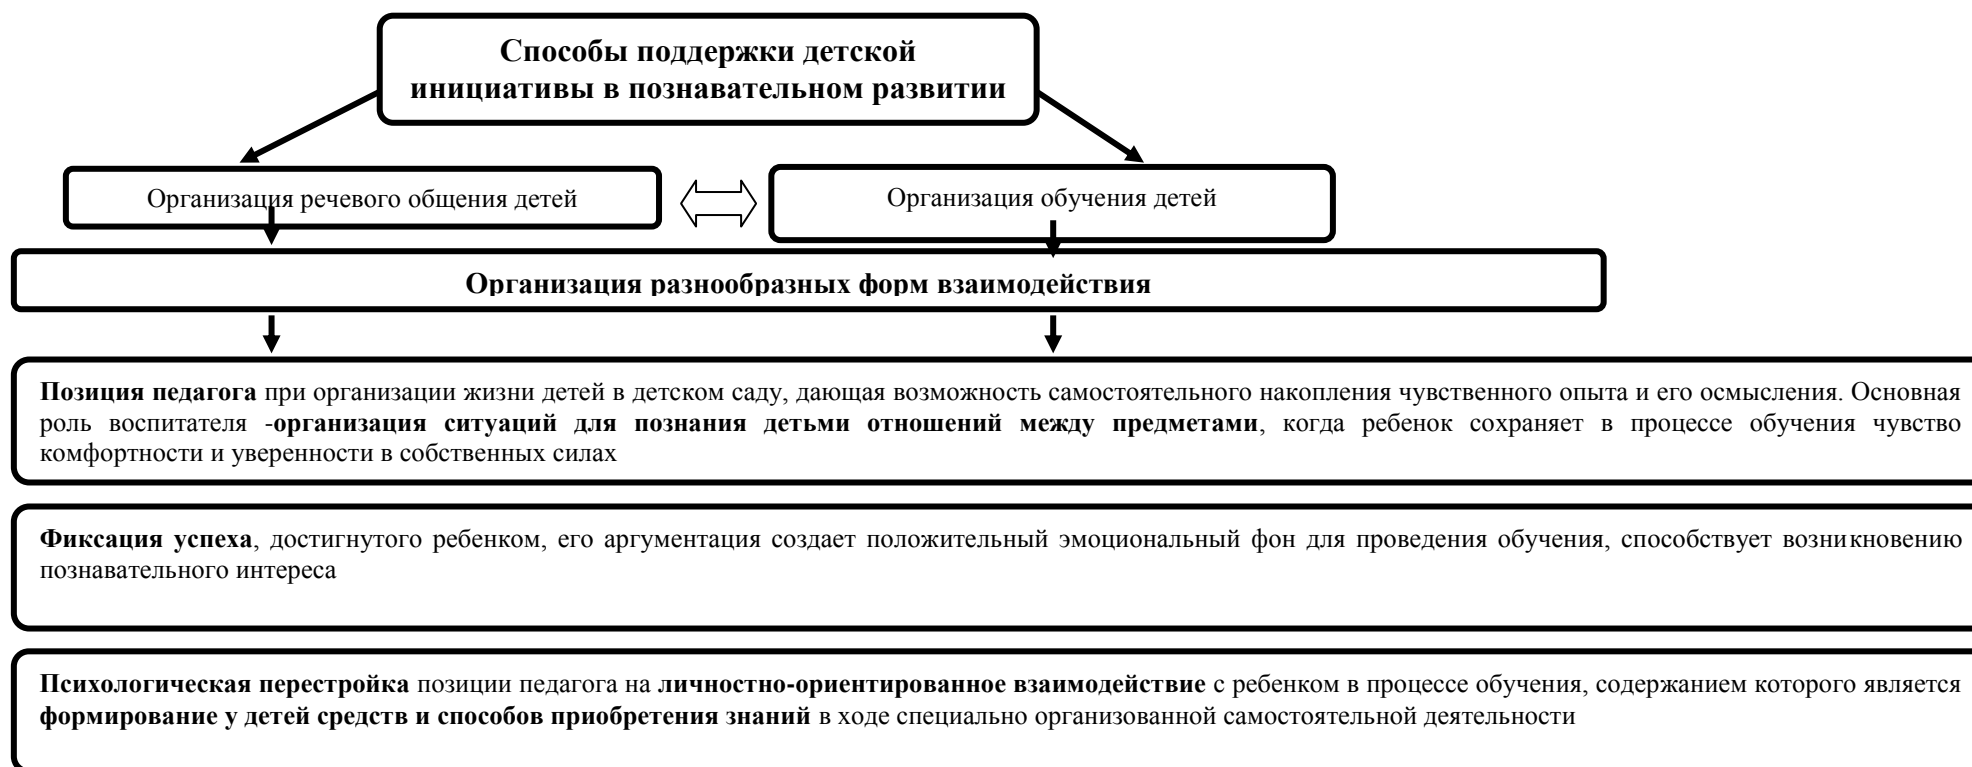 Способы поддержки детской
инициативы в познавательном развитии
Организация речевого общения детей
Организация обучения детей
Организация разнообразных форм взаимодействия
Позиция педагога при организации жизни детей в детском саду, дающая возможность самостоятельного накопления чувственного опыта и его осмысления. Основная
роль воспитателя -организация ситуаций для познания детьми отношений между предметами, когда ребенок сохраняет в процессе обучения чувство
комфортности и уверенности в собственных силах
Фиксация успеха, достигнутого ребенком, его аргументация создает положительный эмоциональный фон для проведения обучения, способствует возникновению
познавательного интереса
Психологическая перестройка позиции педагога на личностно-ориентированное взаимодействие с ребенком в процессе обучения, содержанием которого является
формирование у детей средств и способов приобретения знаний в ходе специально организованной самостоятельной деятельности